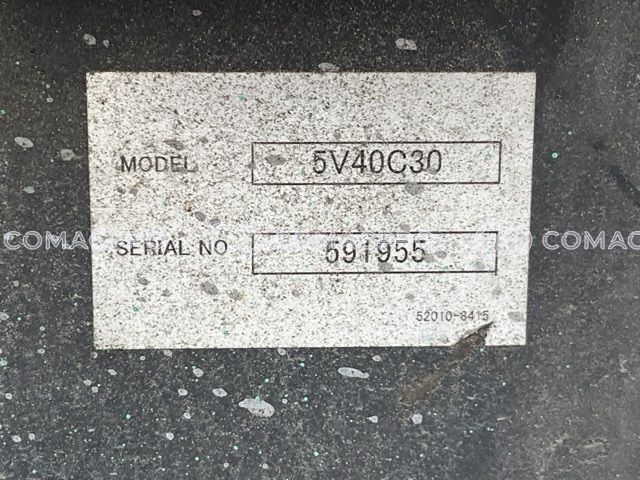 MODEL 5V40C30
COMAC COMAC
SERIAL NO 591955
52010-8415